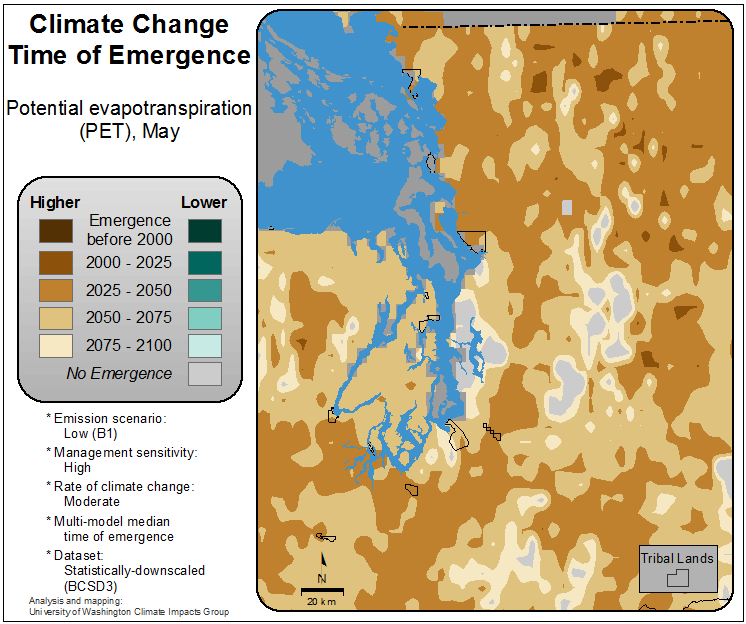 Climate Change
Time of Emergence
Potential evapotranspiration
(PET), May
Higher
Lower
Emergence
before 2000
2000 - 2025
2025 - 2050
2050 - 2075
2075 - 2100
No Emergence
* Emission scenario:
Low (B1)
* Management sensitivity:
High
* Rate of climate change:
Moderate
* Multi-model median
time of emergence
* Dataset:
Statistically-downscaled
(BCSD3)
Analysis and mapping:
University of Washington Climate Impacts Group
N
20 km
Tribal Lands